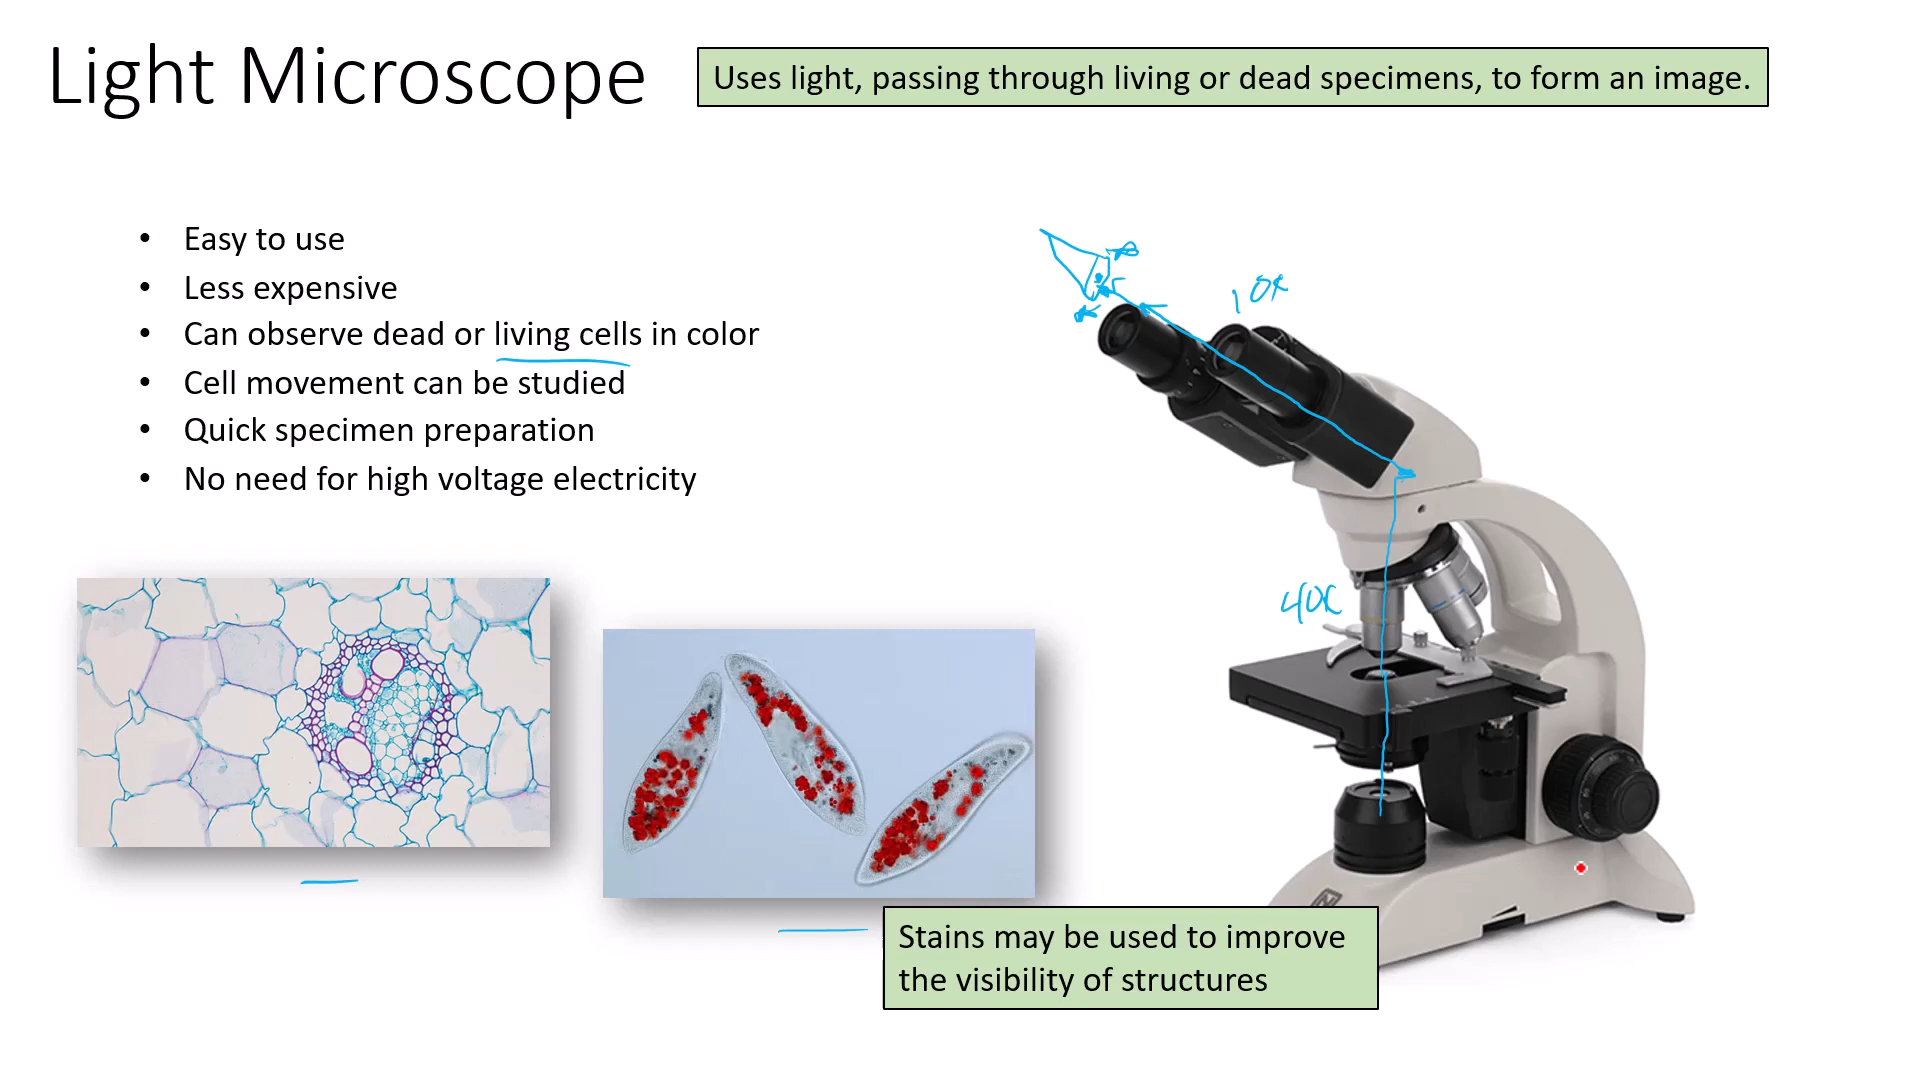 Light Microscope
Uses light, passing through living or dead specimens, to form an image.
• Easy to use
• Less expensive
• Can observe dead or living cells in color
• Cell movement can be studied
• Quick specimen preparation
• No need for high voltage electricity
10x
40x
Stains may be used to improve
the visibility of structures